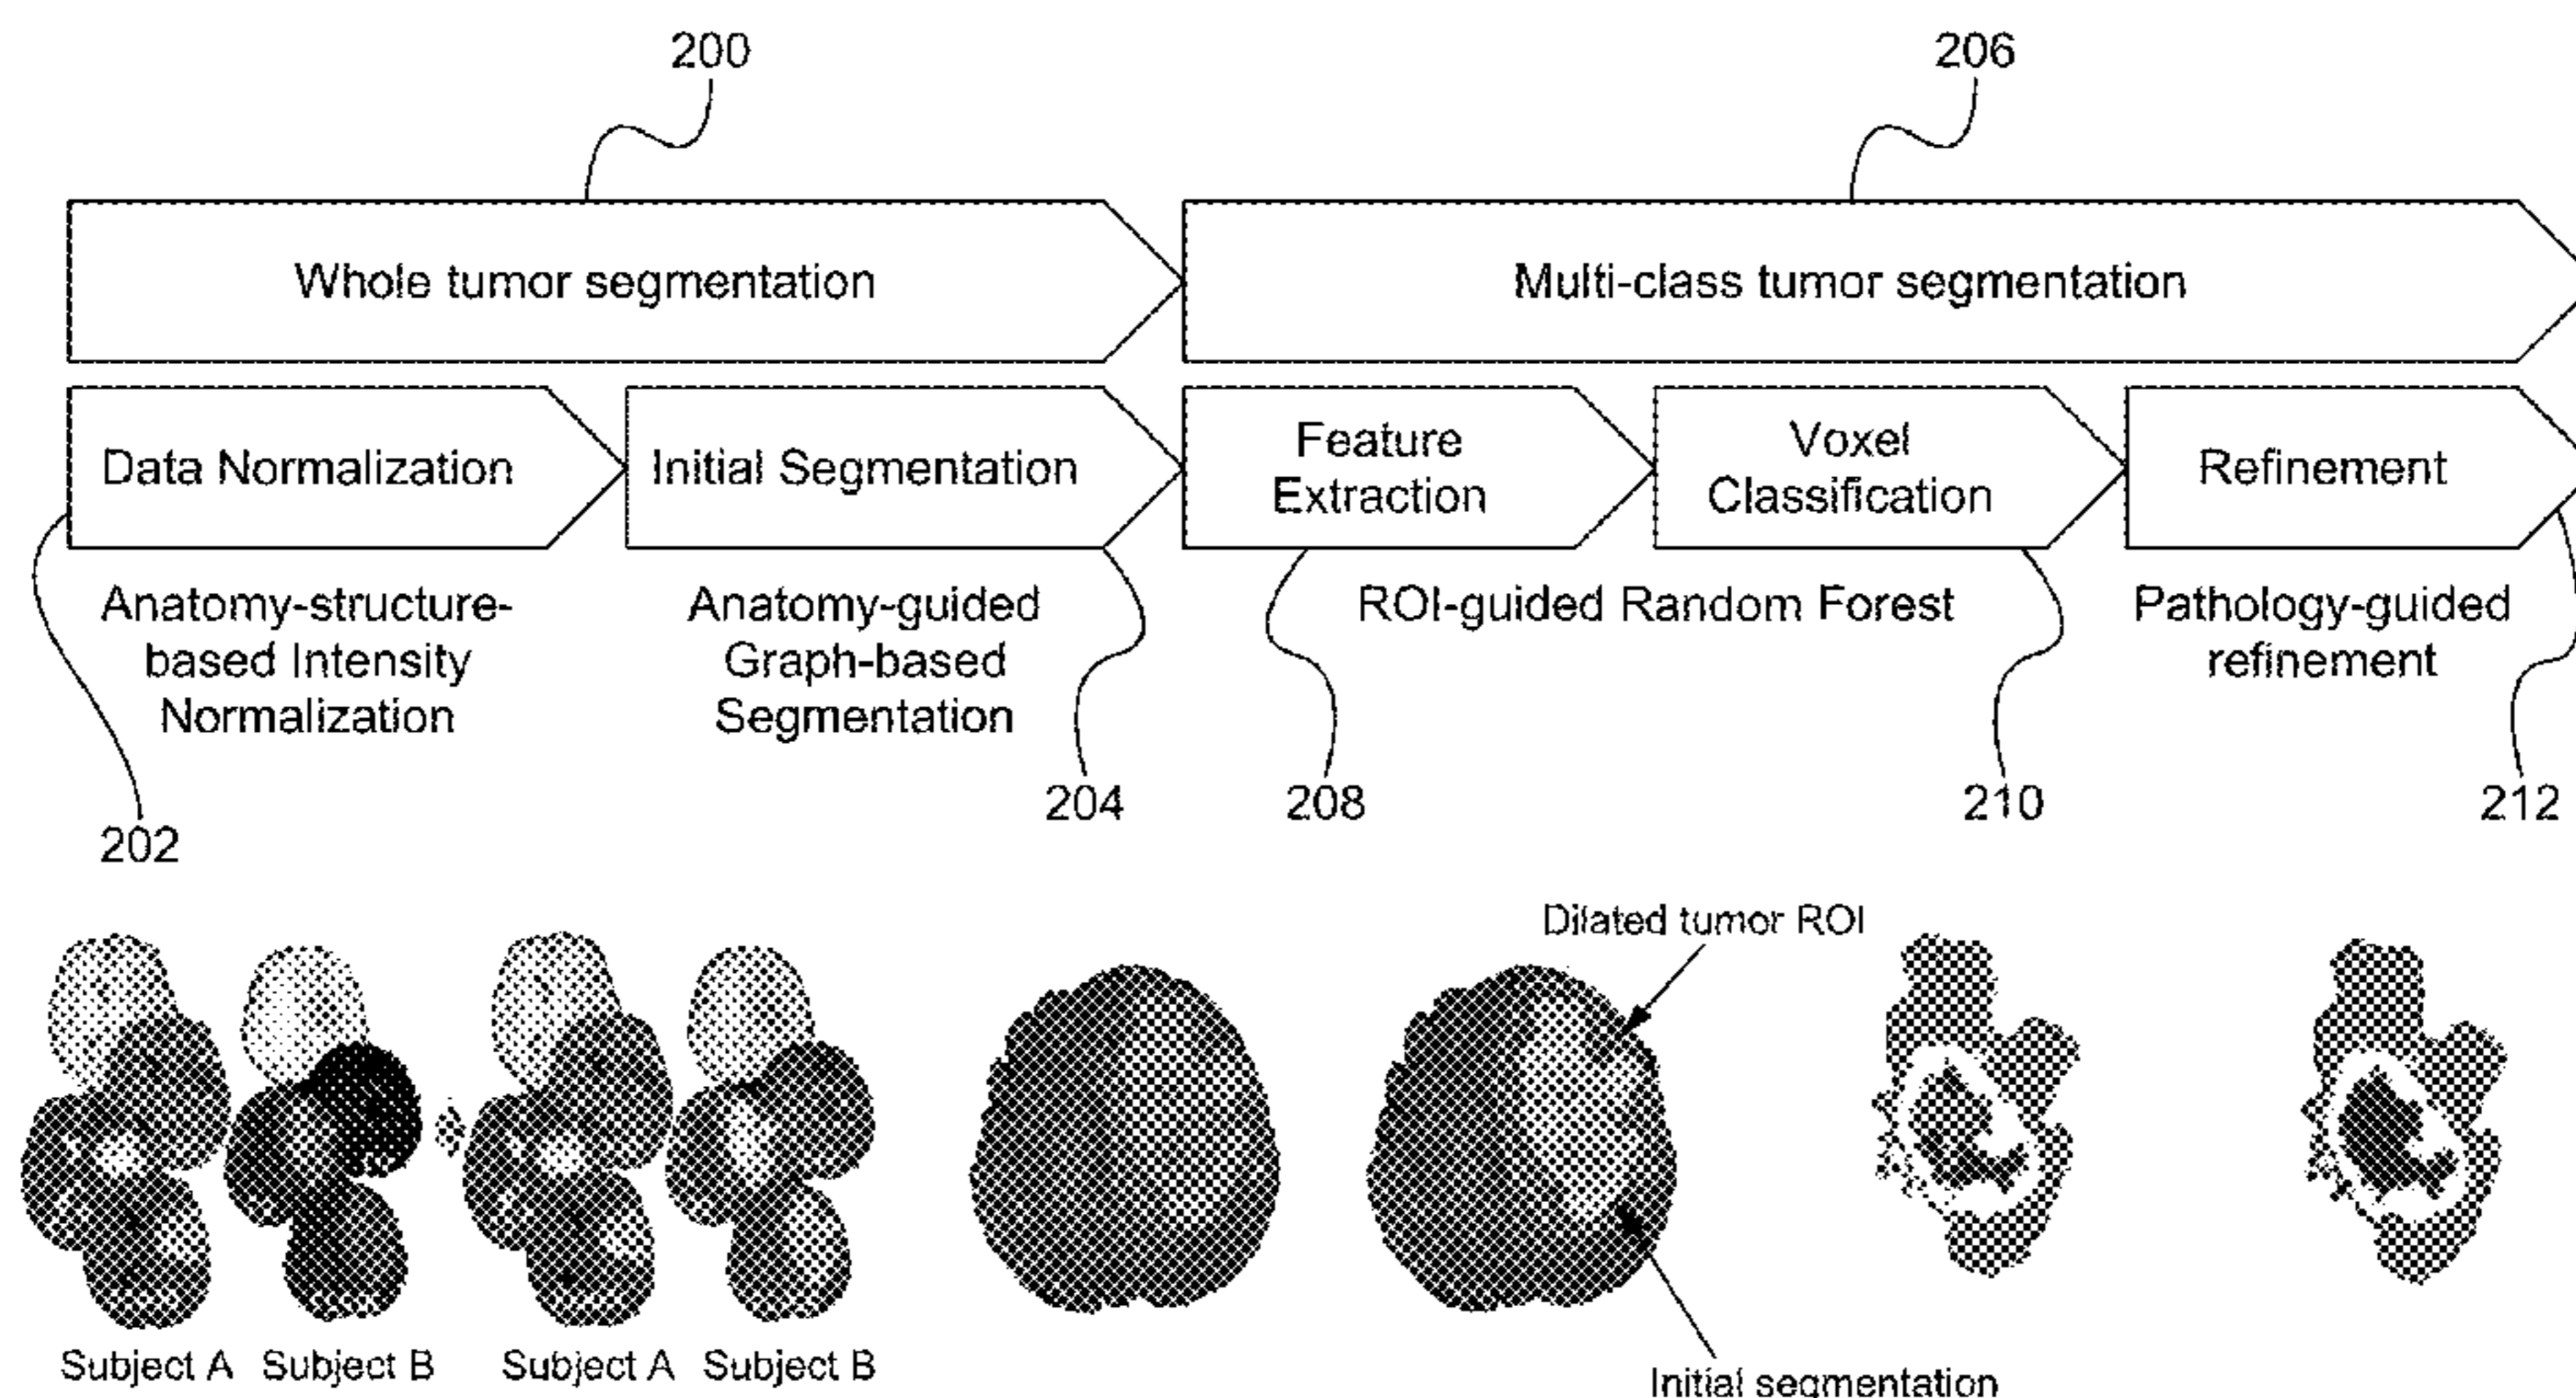 200
206
Whole tumor segmentation
Multi-class tumor segmentation
Data Normalization
Initial Segmentation
Feature
Extraction
Voxel
Classification
Refinement
Anatomy-structure-
based Intensity
Normalization
Anatomy-guided
Graph-based
Segmentation
ROI-guided Random Forest
Pathology-guided
refinement
202
204
208
210
212
Dilated tumor ROI
Subject A
Subject B
Subject A
Subject B
Initial segmentation